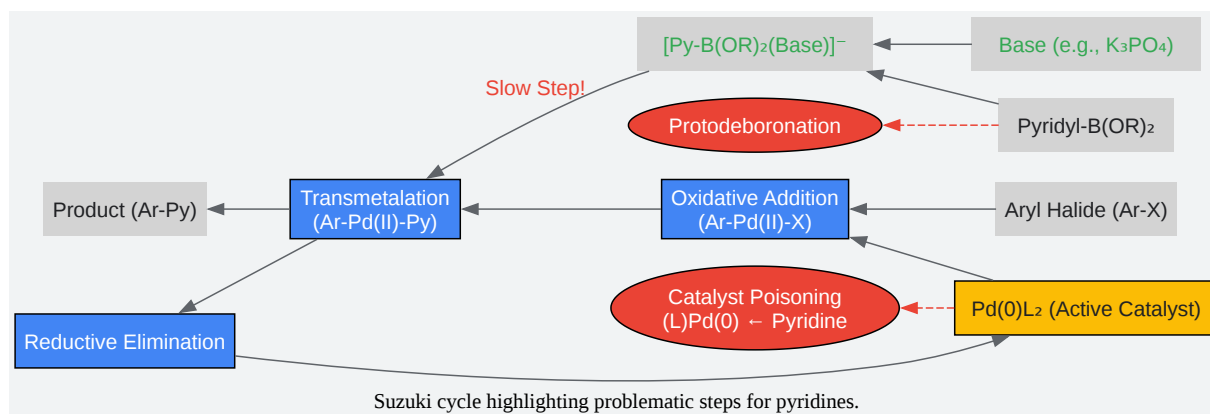 [Py-B(OR)₂(Base)]⁻
Base (e.g., K₃PO₄)
Slow Step!
Protodeboronation
Pyridyl-B(OR)₂
Product (Ar-Py)
Transmetalation
(Ar-Pd(II)-Py)
Oxidative Addition
(Ar-Pd(II)-X)
Aryl Halide (Ar-X)
Catalyst Poisoning
(L)Pd(0) ← Pyridine
Pd(0)L₂ (Active Catalyst)
Reductive Elimination
Suzuki cycle highlighting problematic steps for pyridines.